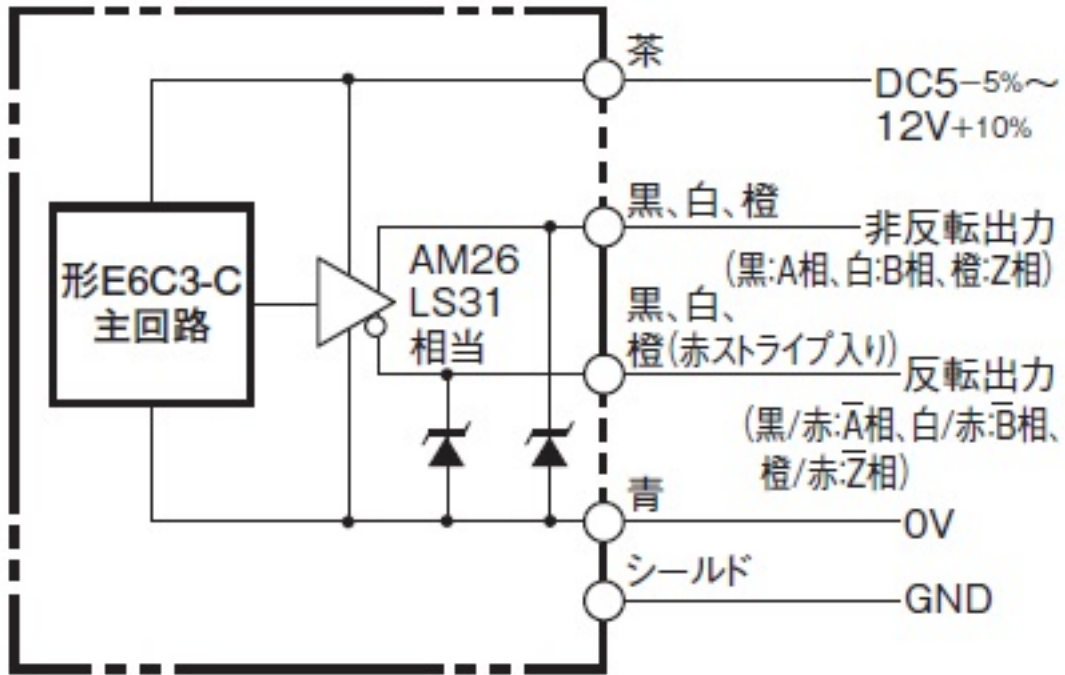 茶
DC5−5%～
12V+10%
黒、白、橙
非反転出力
(黒:A相、白:B相、橙:Z相)
形E6C3-C
主回路
AM26
LS31
相当
黒、白、
橙(赤ストライプ入り)
反転出力
(黒/赤:A̅相、白/赤:B̅相、
橙/赤:Z̅相)
青
0V
シールド
GND